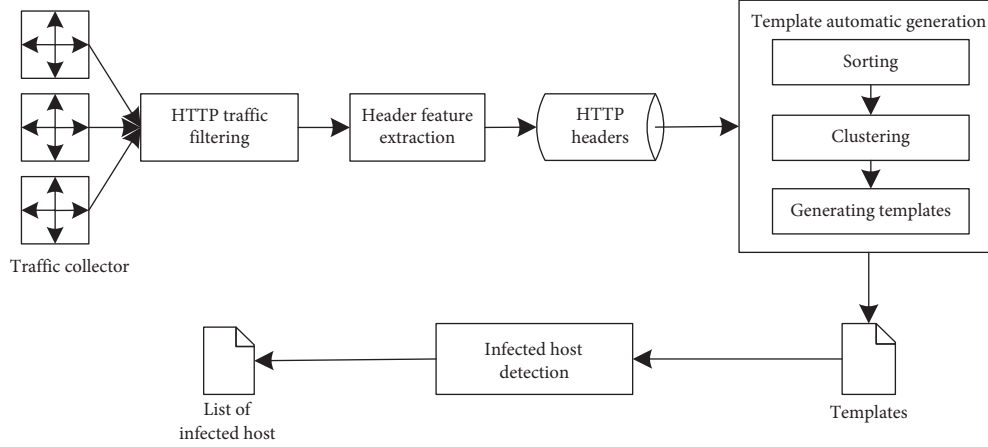 Template automatic generation
Sorting
HTTP traffic
filtering
Header feature
extraction
HTTP
headers
Clustering
Generating templates
Traffic collector
Infected host
detection
List of
infected host
Templates